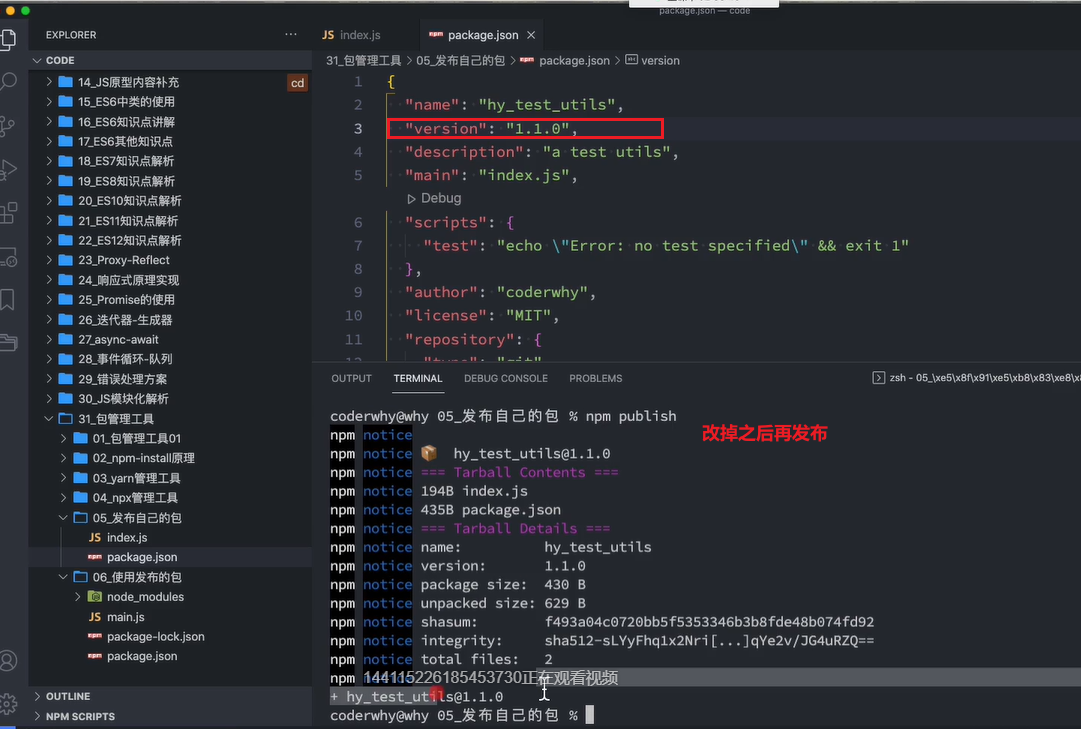 package.json — code
EXPLORER
CODE
14_JS原型内容补充
cd
15_ES6中类的使用
16_ES6知识点讲解
17_ES6其他知识点
18_ES7知识点解析
19_ES8知识点解析
20_ES10知识点解析
21_ES11知识点解析
22_ES12知识点解析
23_Proxy-Reflect
24_响应式原理实现
25_Promise的使用
26_迭代器-生成器
27_async-await
28_事件循环-队列
29_错误处理方案
30_JS模块化解析
31_包管理工具
01_包管理工具01
02_npm-install原理
03_yarn管理工具
04_npx管理工具
05_发布自己的包
JS index.js
package.json
06_使用发布的包
node_modules
JS main.js
package-lock.json
package.json
OUTLINE
NPM SCRIPTS
JS index.js
package.json
31_包管理工具 > 05_发布自己的包 > package.json > version
1 {
2 "name": "hy_test_utils",
3 "version": "1.1.0",
4 "description": "a test utils",
5 "main": "index.js",
Debug
6 "scripts": {
7 "test": "echo \"Error: no test specified\" && exit 1"
8 },
9 "author": "coderwhy",
10 "license": "MIT",
11 "repository": {
OUTPUT TERMINAL DEBUG CONSOLE PROBLEMS
zsh - 05_\xe5\x8f\x91\xe5\xb8\x83\xe8\x
coderwhy@why 05_发布自己的包 % npm publish
改掉之后再发布
npm notice
npm notice 📦 hy_test_utils@1.1.0
npm notice === Tarball Contents ===
npm notice 194B index.js
npm notice 435B package.json
npm notice === Tarball Details ===
npm notice name: hy_test_utils
npm notice version: 1.1.0
npm notice package size: 430 B
npm notice unpacked size: 629 B
npm notice shasum: f493a04c0720bb5f5353346b3b8fde48b074fd92
npm notice integrity: sha512-sLYyFhq1x2Nri[...]qYe2v/JG4uRZQ==
npm notice total files: 2
npm notice
144115226185453730正在观看视频
+ hy_test_utils@1.1.0
coderwhy@why 05_发布自己的包 %